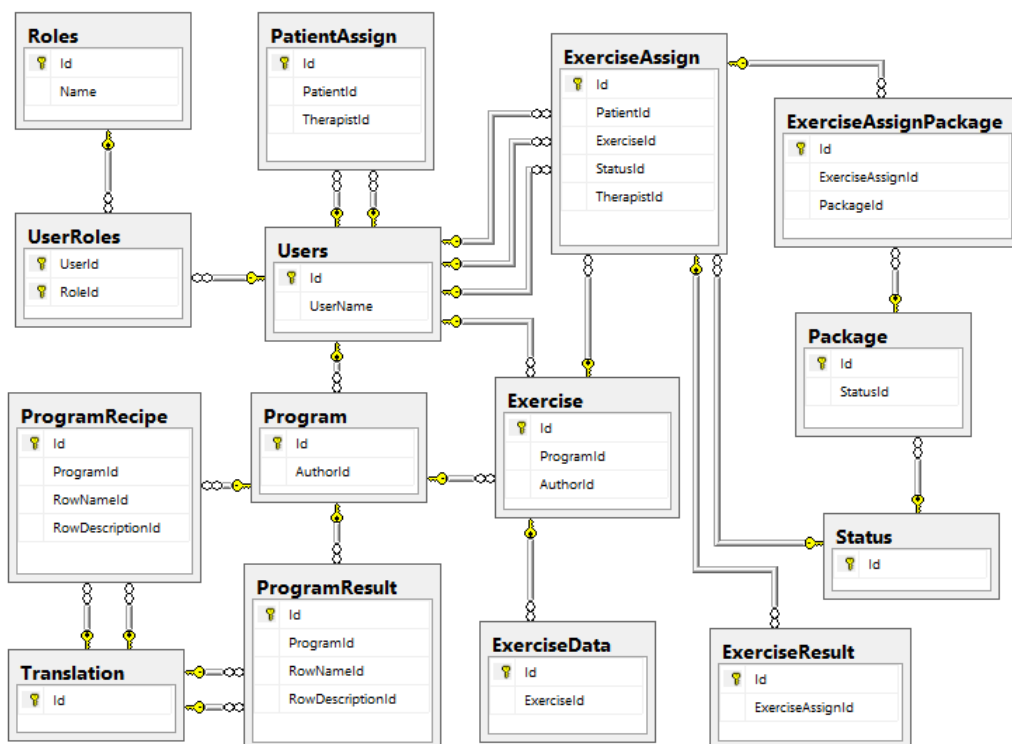 Roles
Id
Name
PatientAssign
Id
PatientId
TherapistId
ExerciseAssign
Id
PatientId
ExerciseId
StatusId
TherapistId
ExerciseAssignPackage
Id
ExerciseAssignId
PackageId
UserRoles
UserId
RoleId
Users
Id
UserName
Package
Id
StatusId
ProgramRecipe
Id
ProgramId
RowNameId
RowDescriptionId
Program
Id
AuthorId
Exercise
Id
ProgramId
AuthorId
Status
Id
ProgramResult
Id
ProgramId
RowNameId
RowDescriptionId
Translation
Id
ExerciseData
Id
ExerciseId
ExerciseResult
Id
ExerciseAssignId